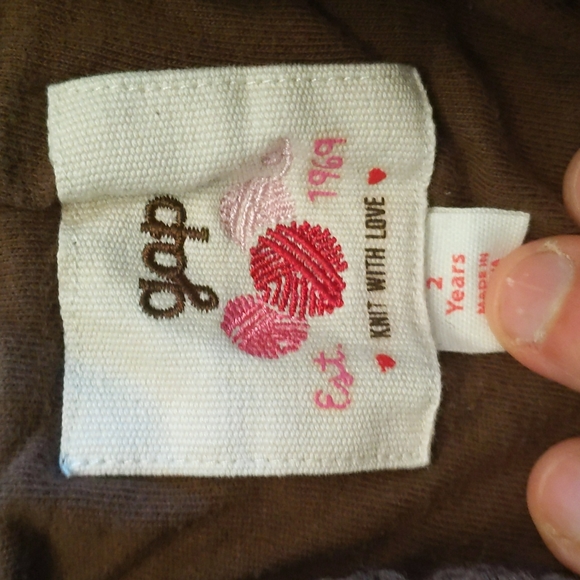 gap
Est. 1969
KNIT WITH LOVE
2
Years
MADE IN